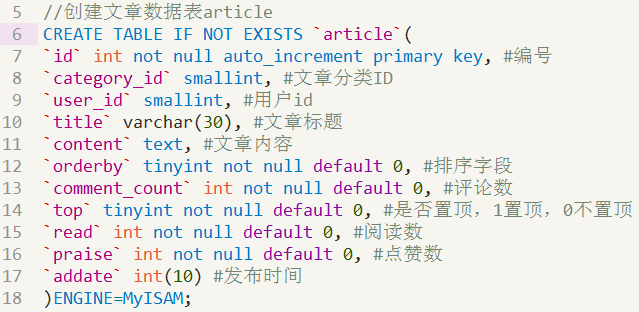 5 //创建文章数据表article
6 CREATE TABLE IF NOT EXISTS `article`(
7 `id` int not null auto_increment primary key, #编号
8 `category_id` smallint, #文章分类ID
9 `user_id` smallint, #用户id
10 `title` varchar(30), #文章标题
11 `content` text, #文章内容
12 `orderby` tinyint not null default 0, #排序字段
13 `comment_count` int not null default 0, #评论数
14 `top` tinyint not null default 0, #是否置顶，1置顶，0不置顶
15 `read` int not null default 0, #阅读数
16 `praise` int not null default 0, #点赞数
17 `addate` int(10) #发布时间
18 )ENGINE=MyISAM;